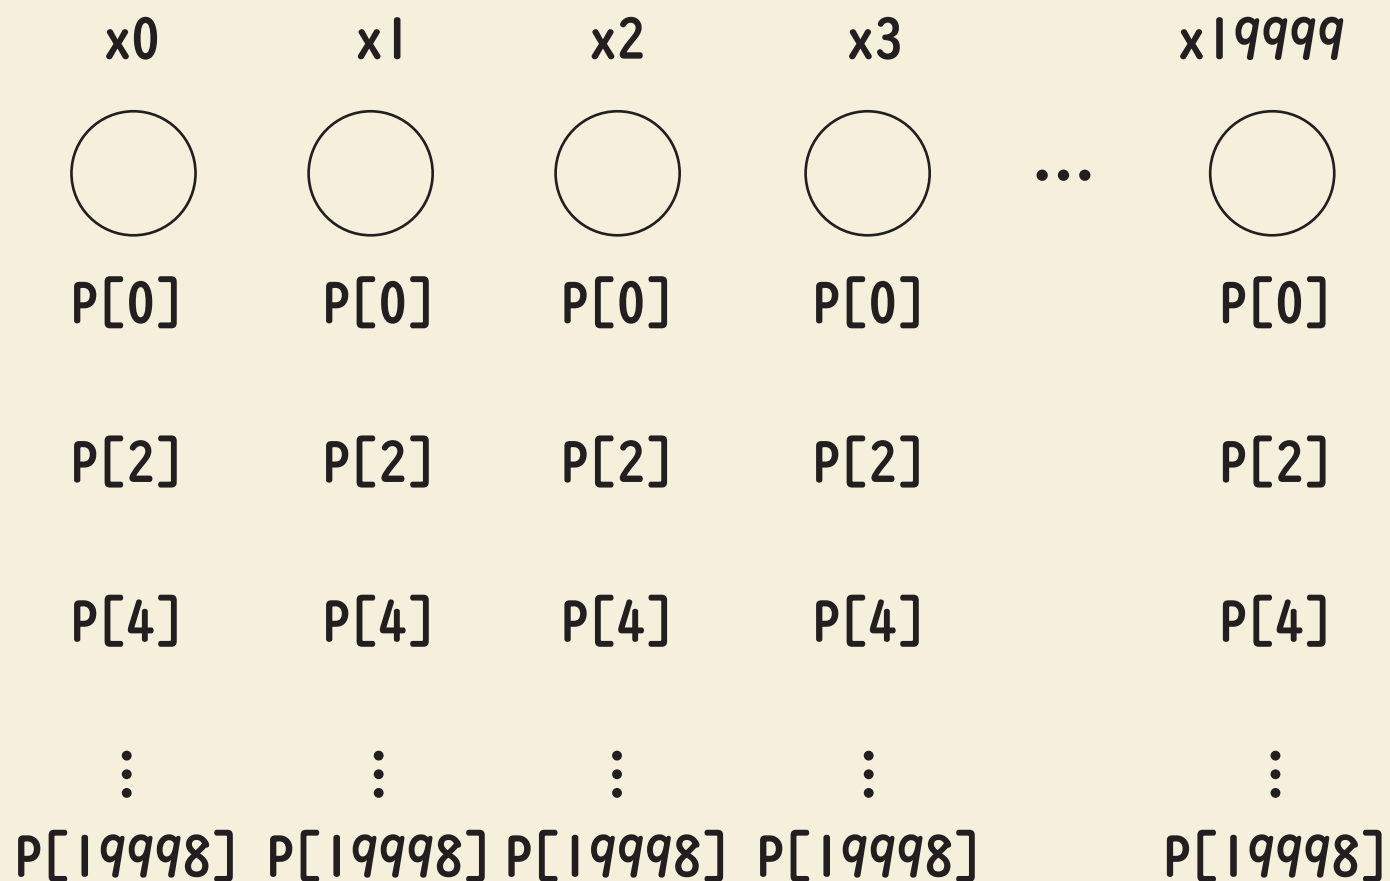 x0 x1 x2 x3 x19999
...
P[0] P[0] P[0] P[0] P[0]
P[2] P[2] P[2] P[2] P[2]
P[4] P[4] P[4] P[4] P[4]
⋮ ⋮ ⋮ ⋮ ⋮
P[19998] P[19998] P[19998] P[19998] P[19998]